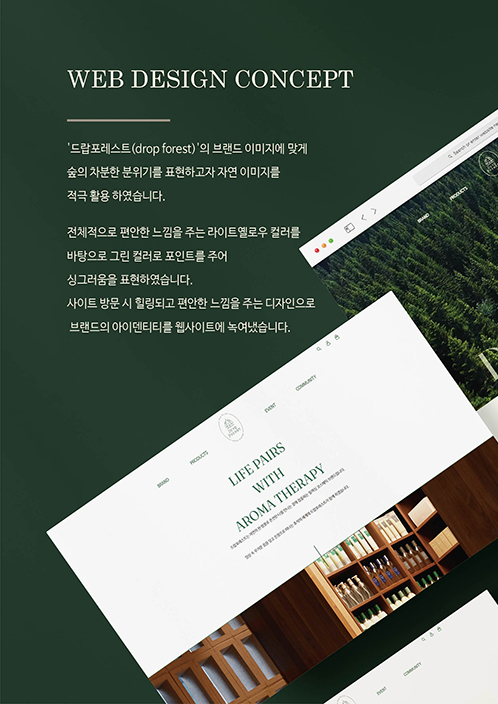 WEB DESIGN CONCEPT
'드랍포레스트(drop forest)'의 브랜드 이미지에 맞게
숲의 차분한 분위기를 표현하고자 자연 이미지를
적극 활용 하였습니다.
전체적으로 편안한 느낌을 주는 라이트옐로우 컬러를
바탕으로 그린 컬러로 포인트를 주어
싱그러움을 표현하였습니다.
사이트 방문 시 힐링되고 편안한 느낌을 주는 디자인으로
브랜드의 아이덴티티를 웹사이트에 녹여냈습니다.
Search or enter website
BRAND
PRODUCTS
BRAND
PRODUCTS
EVENT
COMMUNITY
LIFE PAIRS
WITH
AROMA THERAPY
EVENT
COMMUNITY